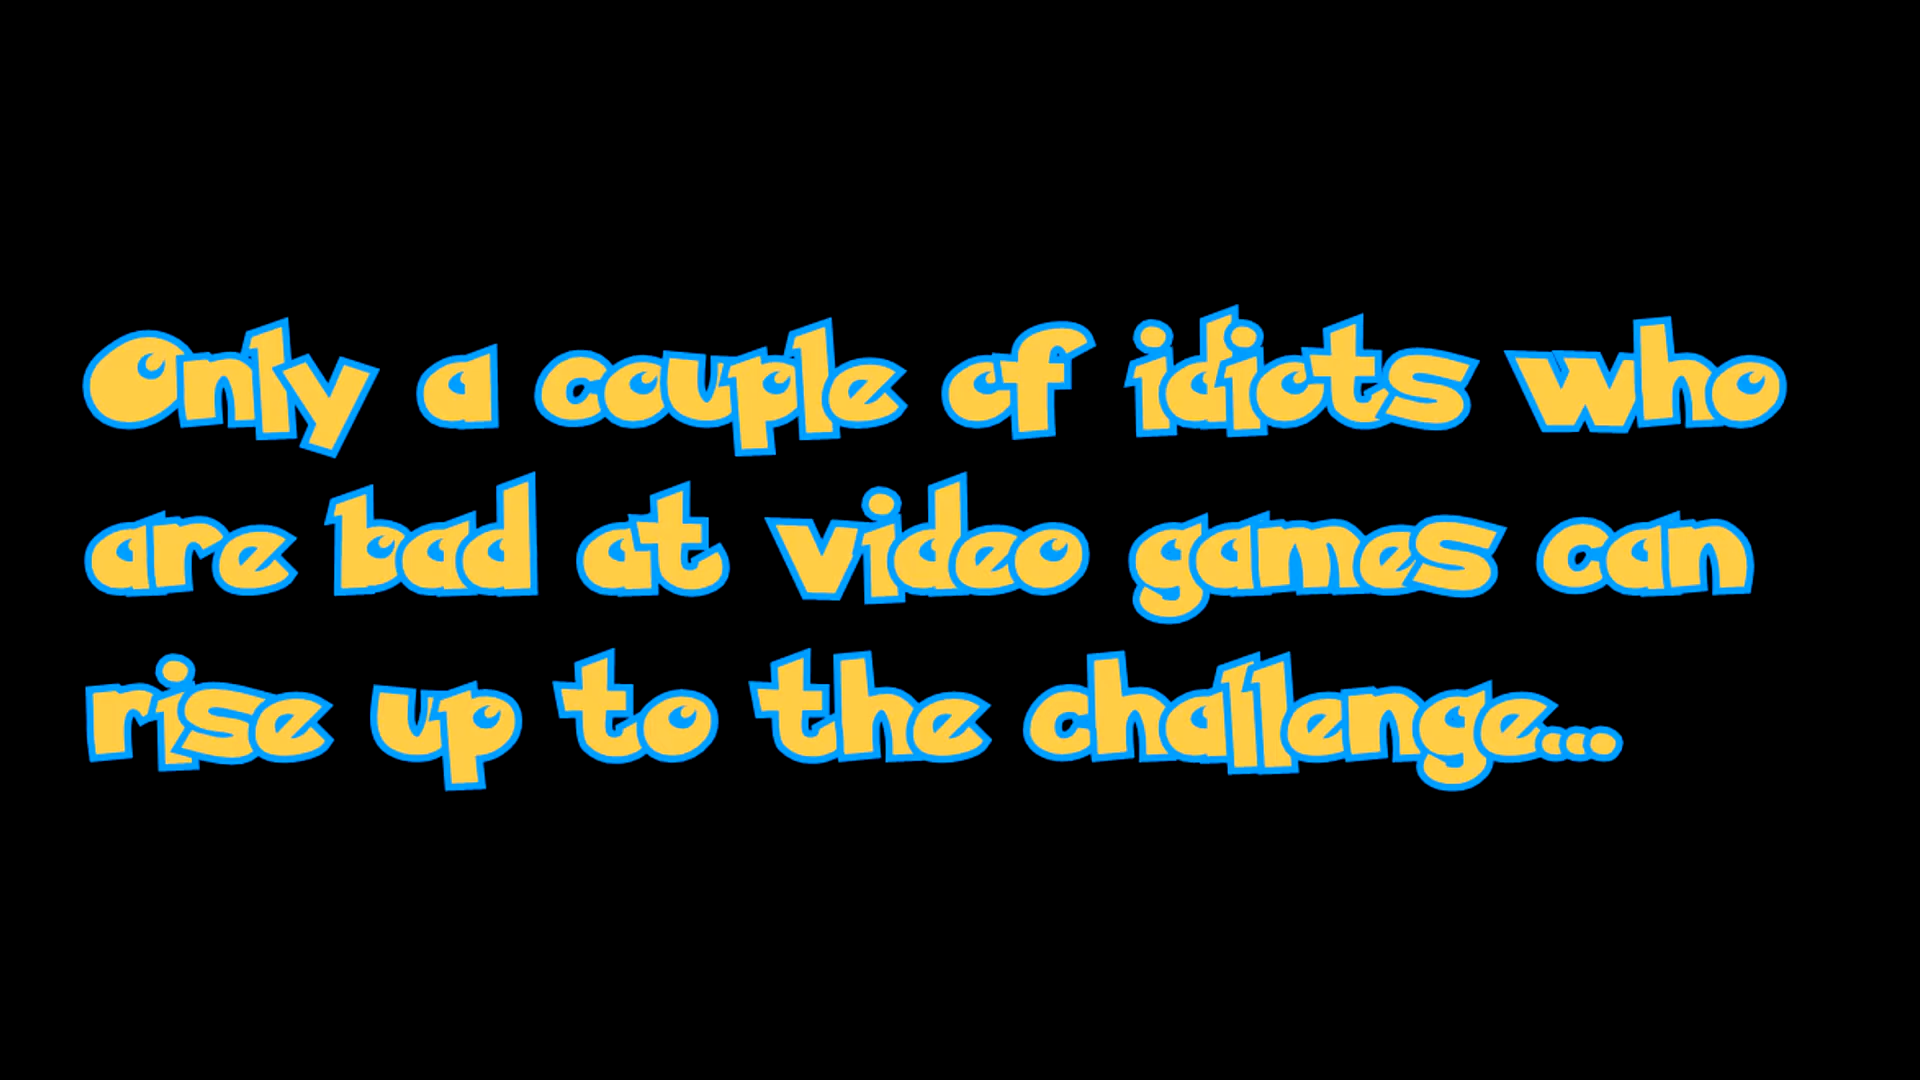 Only a couple of idiots who
are bad at video games can
rise up to the challenge...